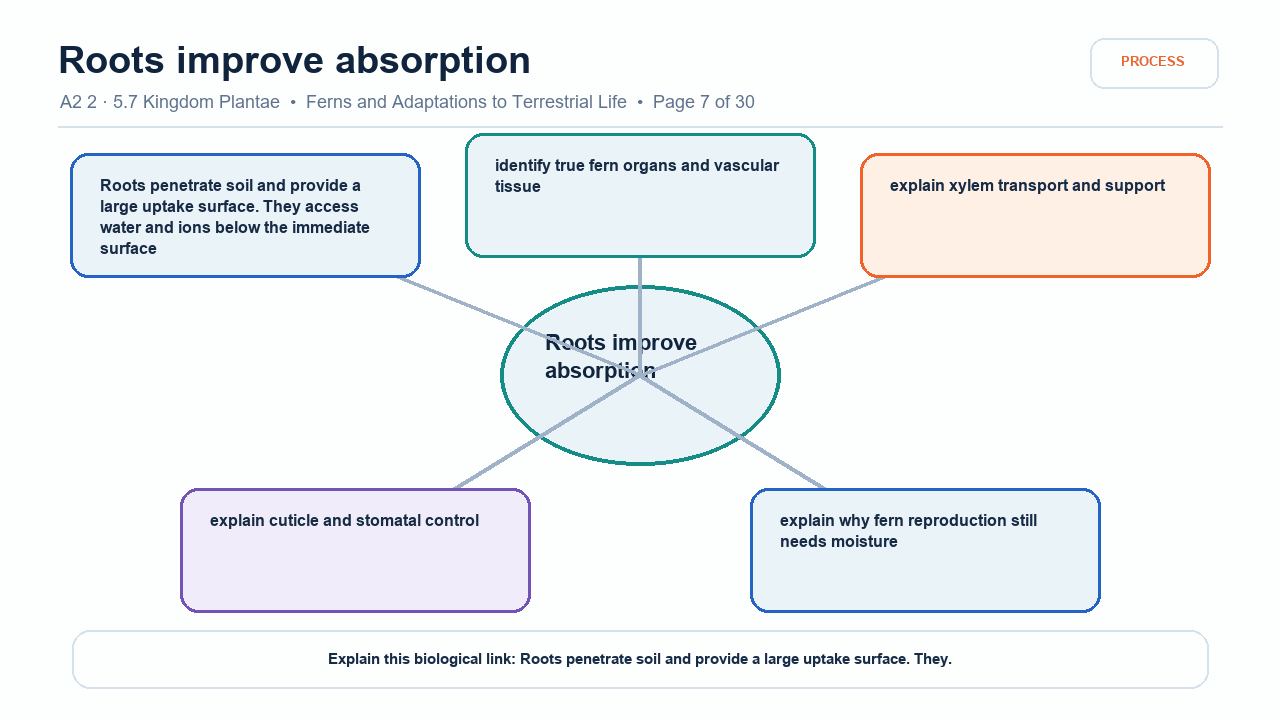 Roots improve absorption
PROCESS
A2 2 · 5.7 Kingdom Plantae • Ferns and Adaptations to Terrestrial Life • Page 7 of 30
Roots penetrate soil and provide a
large uptake surface. They access
water and ions below the immediate
surface
identify true fern organs and vascular
tissue
explain xylem transport and support
Roots improve
absorption
explain cuticle and stomatal control
explain why fern reproduction still
needs moisture
Explain this biological link: Roots penetrate soil and provide a large uptake surface. They.